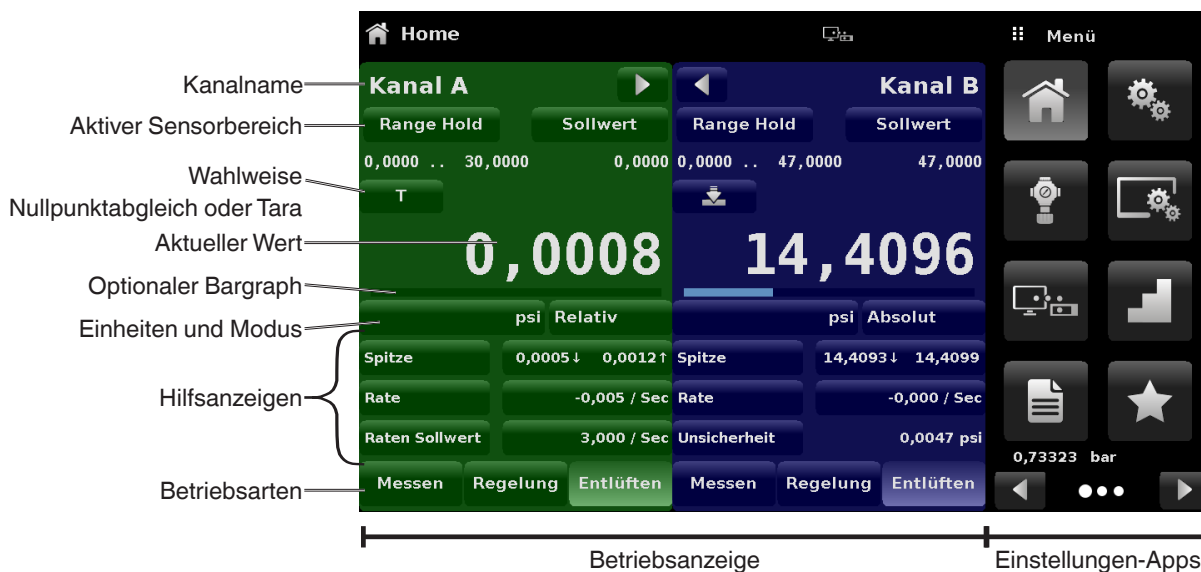 Home
Menü
Kanalname
Kanal A
Kanal B
Aktiver Sensorbereich
Range Hold
Sollwert
Range Hold
Sollwert
0,0000 .. 30,0000
0,0000
0,0000 .. 47,0000
47,0000
Wahlweise
Nullpunktabgleich oder Tara
T
Aktueller Wert
0,0008
14,4096
Optionaler Bargraph
Einheiten und Modus
psi
Relativ
psi
Absolut
Hilfsanzeigen
Spitze
0,0005↓ 0,0012↑
Spitze
14,4093↓ 14,4099
Rate
-0,005 / Sec
Rate
-0,000 / Sec
Raten Sollwert
3,000 / Sec
Unsicherheit
0,0047 psi
0,73323 bar
Betriebsarten
Messen
Regelung
Entlüften
Messen
Regelung
Entlüften
Betriebsanzeige
Einstellungen-Apps